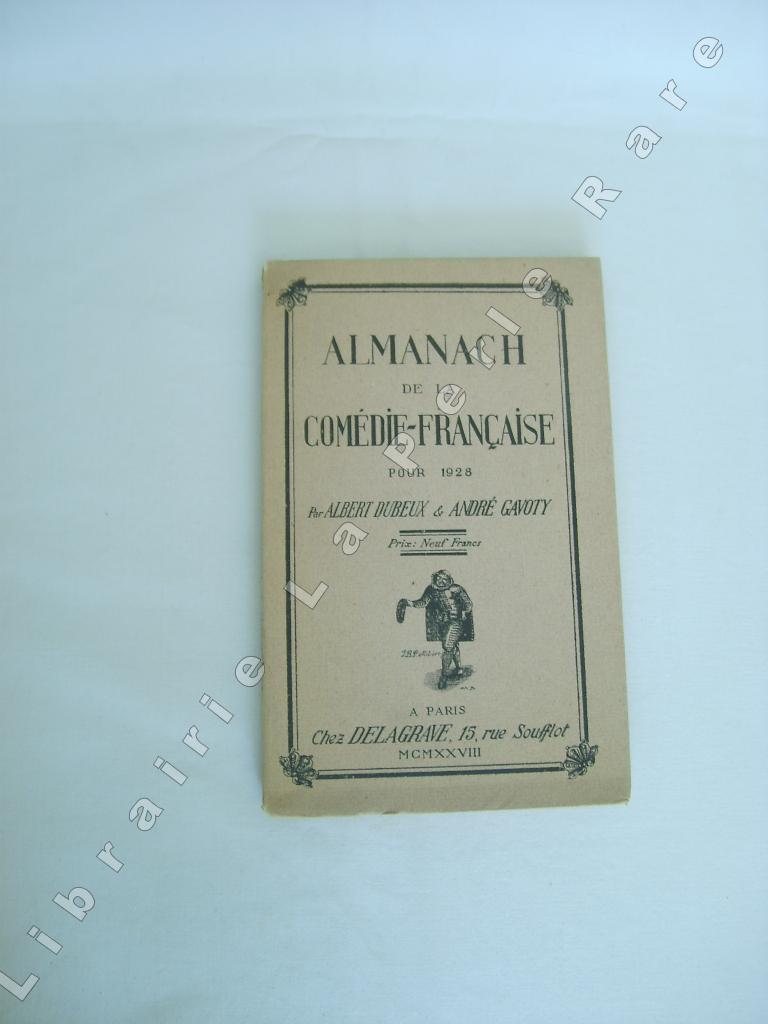 ALMANACH
DE LA
COMÉDIE-FRANÇAISE
POUR 1928
Par ALBERT DUBEUX & ANDRÉ GAVOTY
Prix: Neuf Francs
A PARIS
Chez DELAGRAVE, 15, rue Soufflot
MCMXXVIII
Librairie La Perle Rare